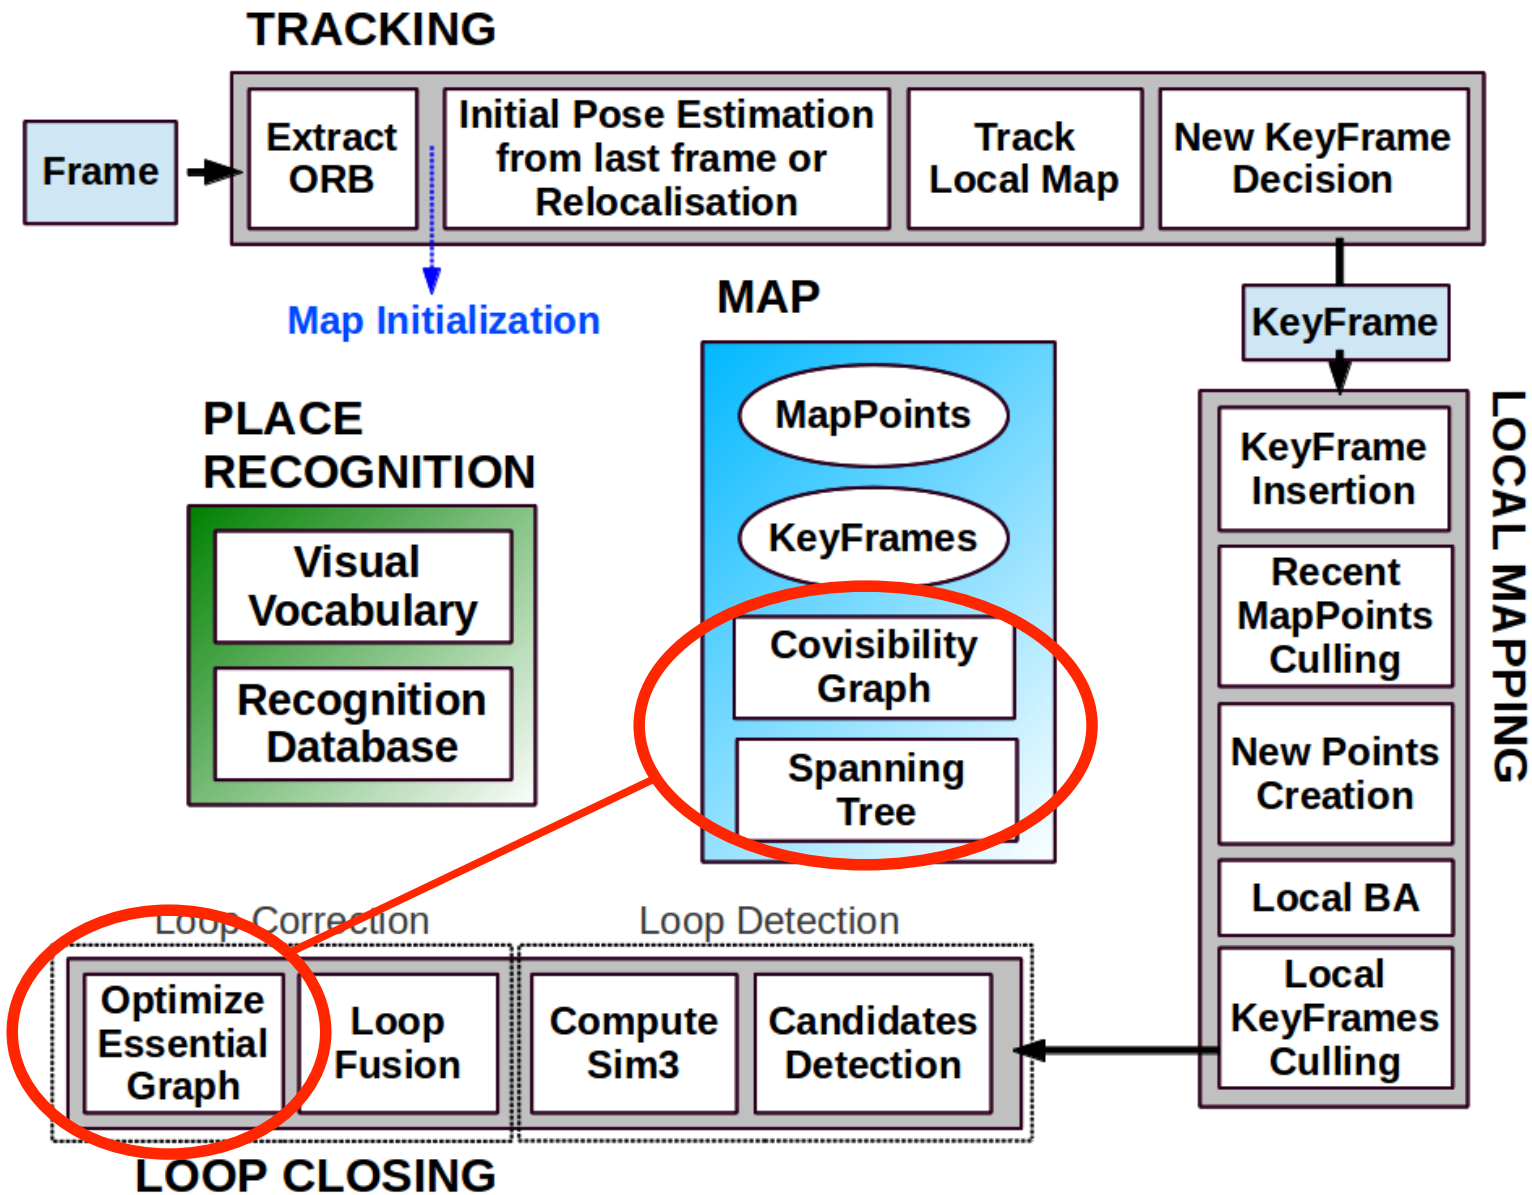 TRACKING
Frame
Extract
ORB
Initial Pose Estimation
from last frame or
Relocalisation
Track
Local Map
New KeyFrame
Decision
Map Initialization
MAP
KeyFrame
MapPoints
KeyFrames
Covisibility
Graph
Spanning
Tree
PLACE
RECOGNITION
Visual
Vocabulary
Recognition
Database
LOCAL MAPPING
KeyFrame
Insertion
Recent
MapPoints
Culling
New Points
Creation
Local BA
Local
KeyFrames
Culling
Loop Correction
Loop Detection
Optimize
Essential
Graph
Loop
Fusion
Compute
Sim3
Candidates
Detection
LOOP CLOSING